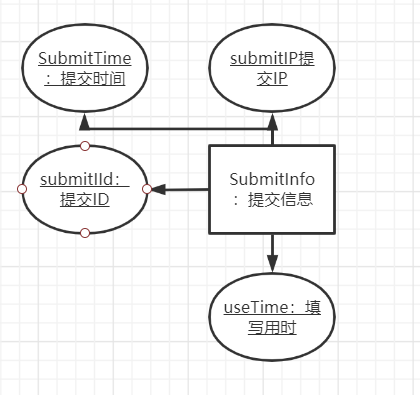 SubmitTime
：提交时间
submitIP提
交IP
submitIId：
提交ID
SubmitInfo
：提交信息
useTime：填
写用时